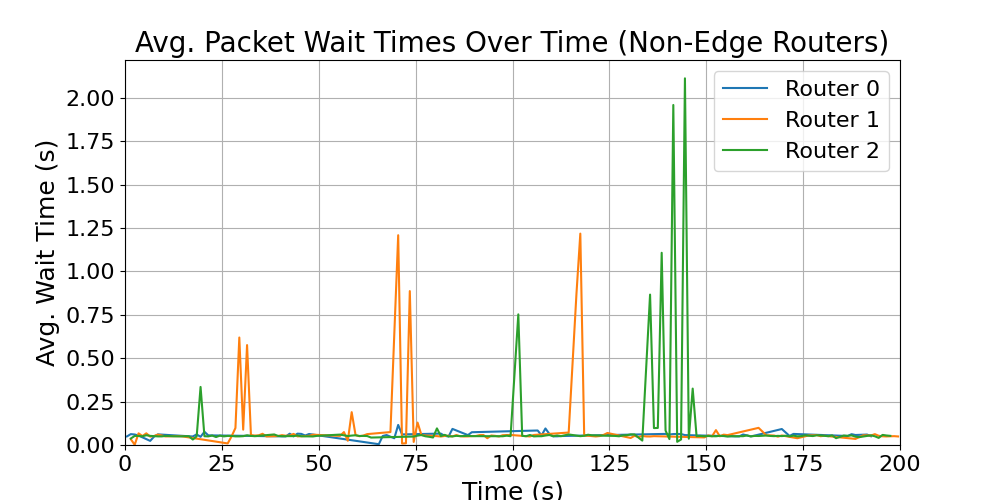 Avg. Packet Wait Times Over Time (Non-Edge Routers)
Avg. Wait Time (s)
2.00
1.75
1.50
1.25
1.00
0.75
0.50
0.25
0.00
Router 0
Router 1
Router 2
0 25 50 75 100 125 150 175 200
Time (s)